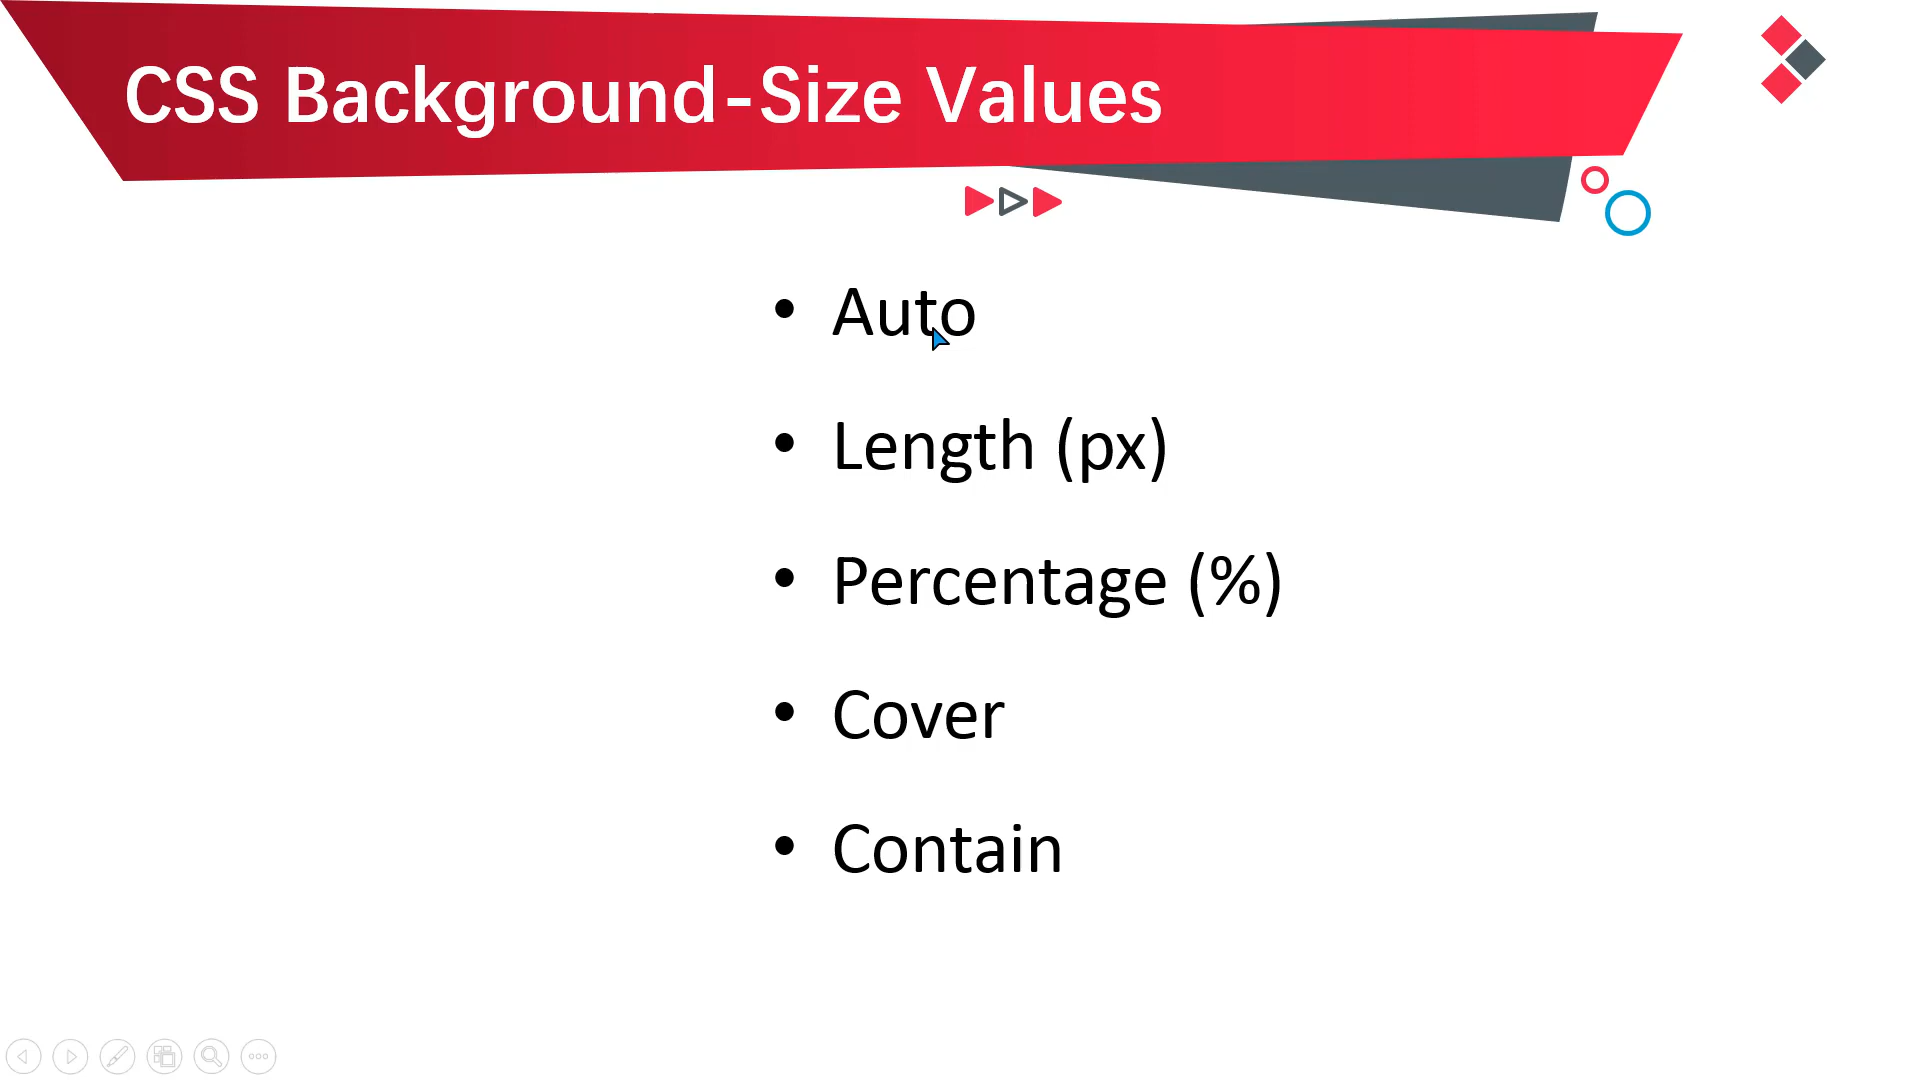 CSS Background-Size Values
• Auto
• Length (px)
• Percentage (%)
• Cover
• Contain